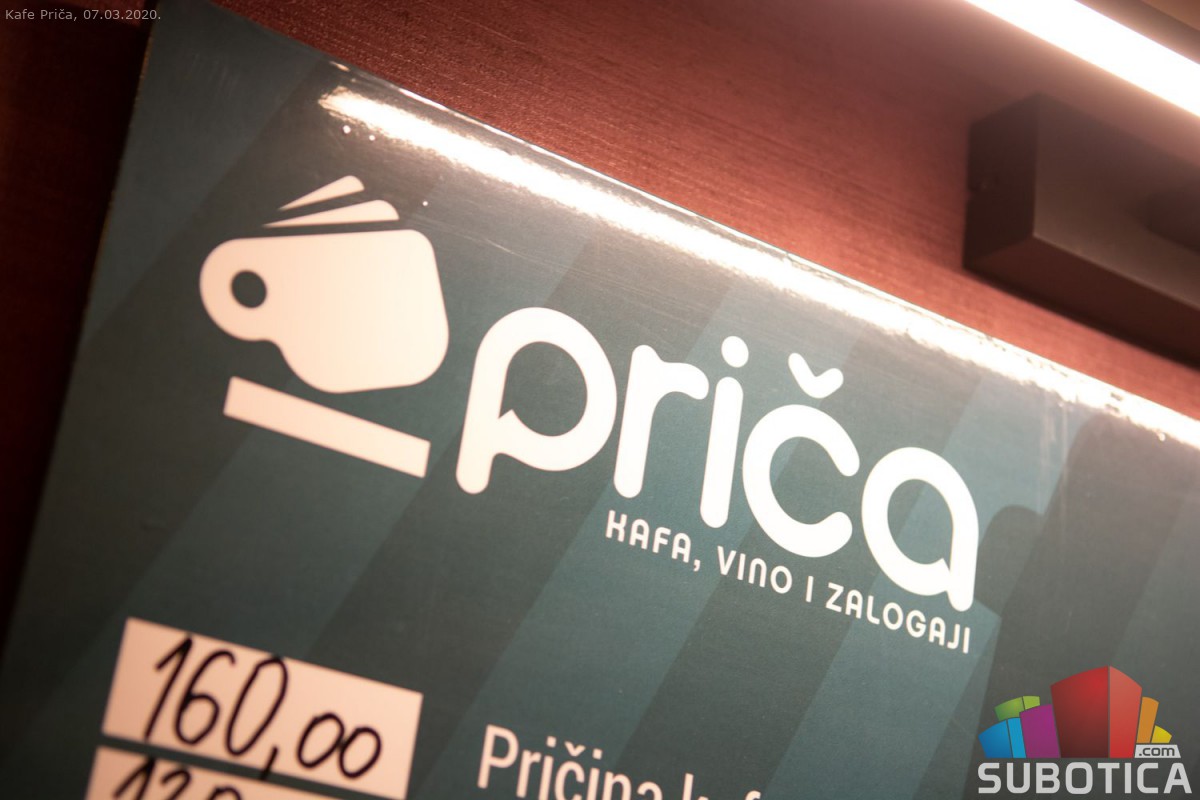 Kafe Priča, 07.03.2020.
priča
KAFA, VINO I ZALOGAJI
160,00
Pričina
.com
SUBOTICA